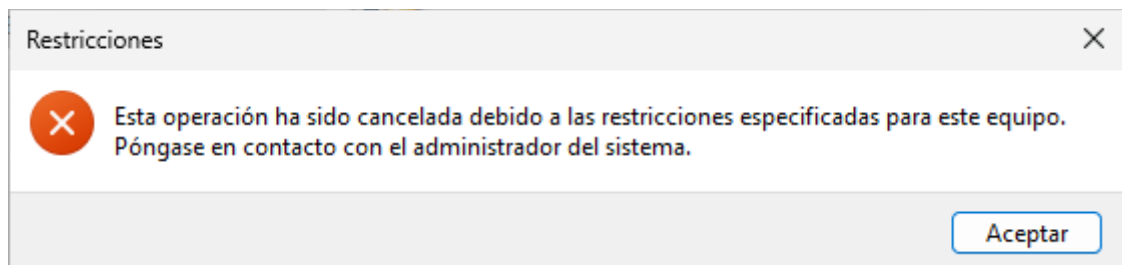 Restricciones
Esta operación ha sido cancelada debido a las restricciones especificadas para este equipo.
Póngase en contacto con el administrador del sistema.
Aceptar